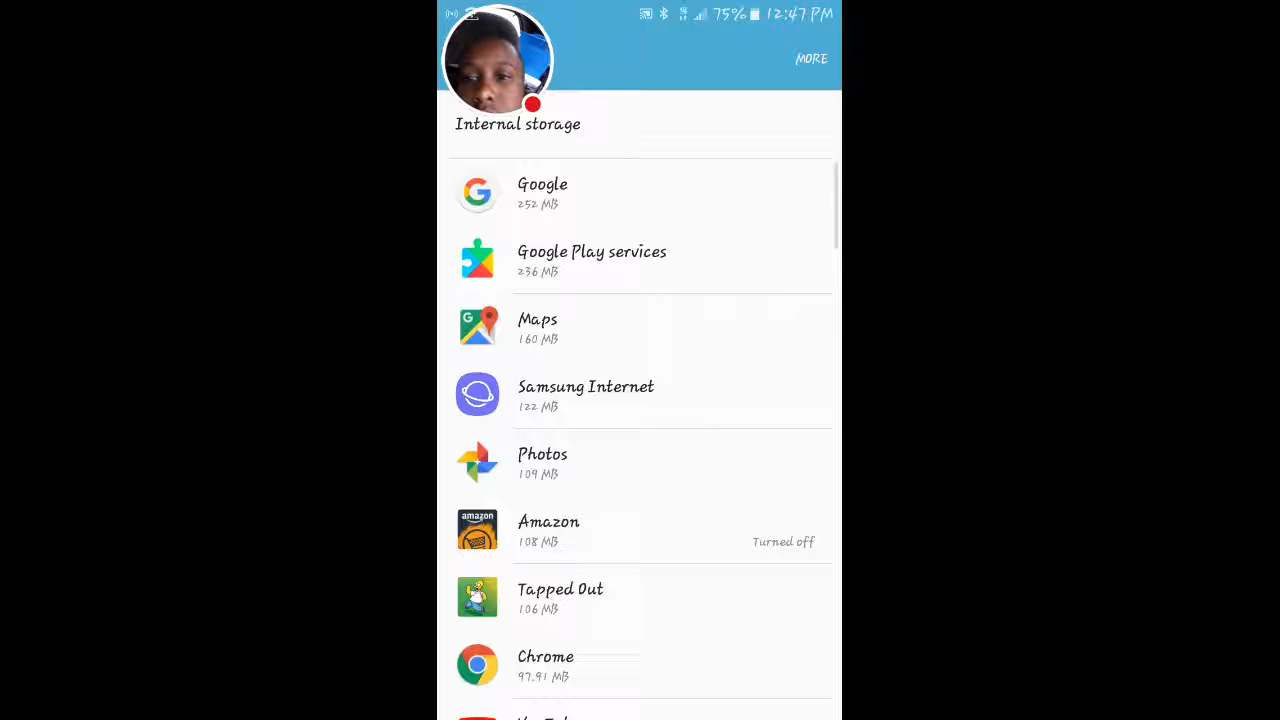 75% 12:47 PM
MORE
Internal storage
Google
252 MB
Google Play services
236 MB
G
Maps
160 MB
Samsung Internet
122 MB
Photos
109 MB
amazon
Amazon
108 MB
Turned off
Tapped Out
106 MB
Chrome
97.91 MB